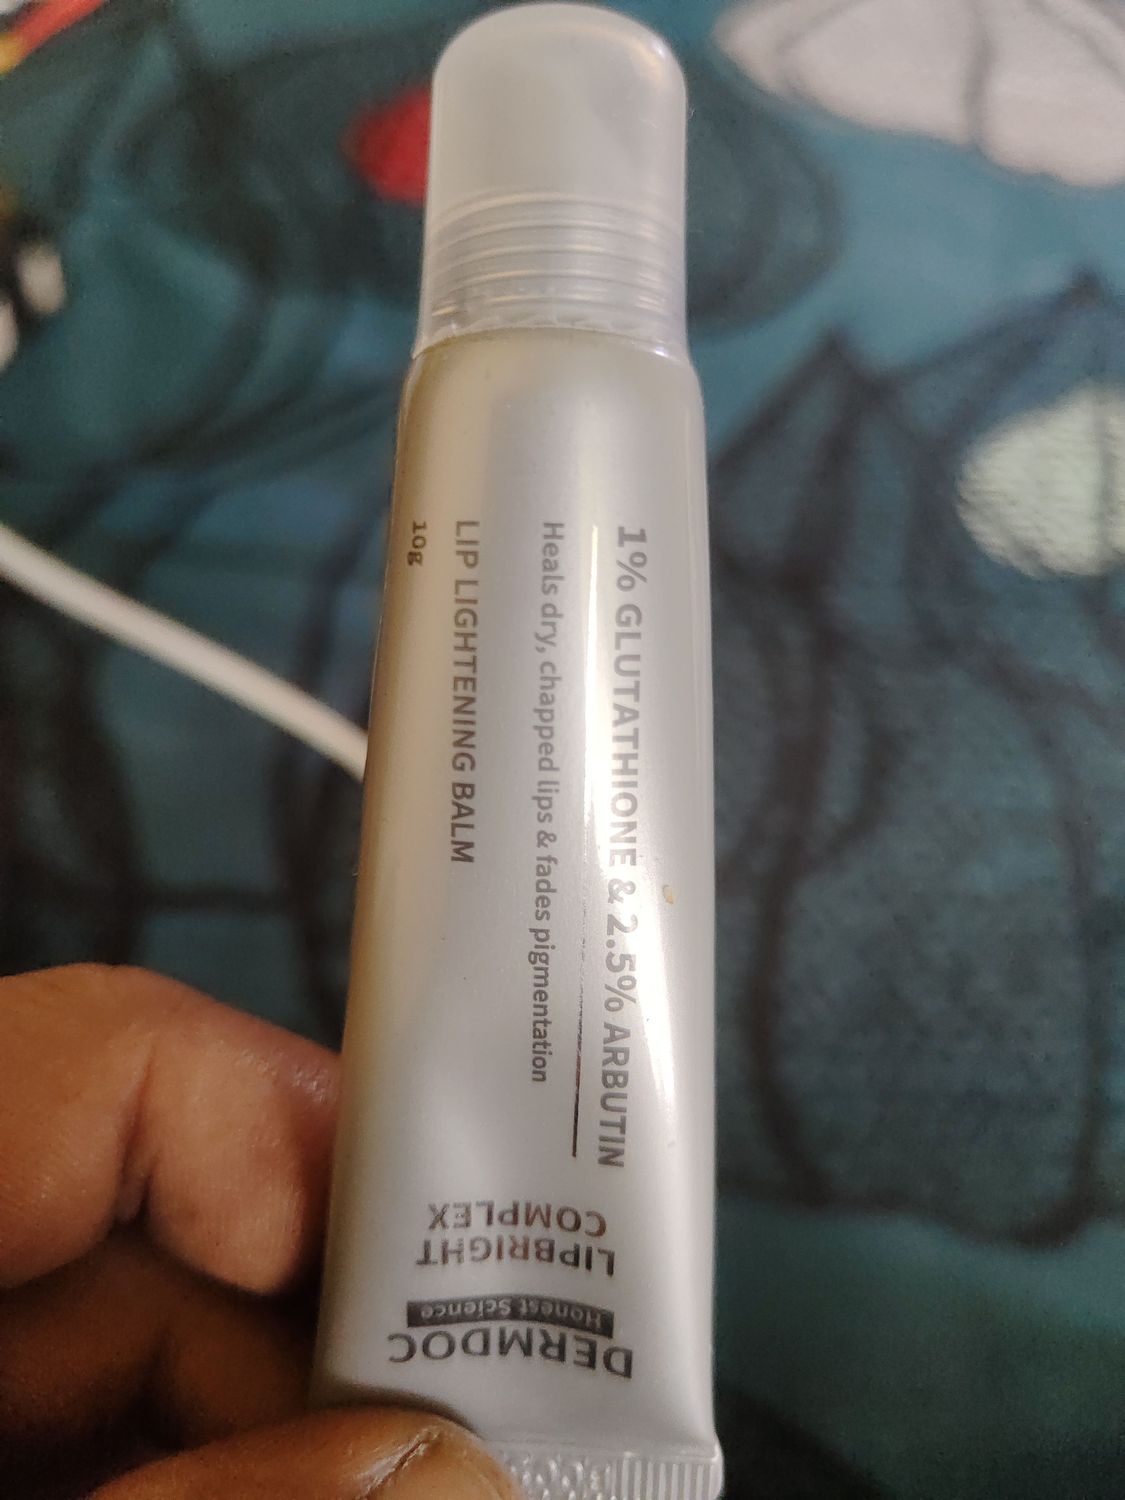 DERMDOC
Honest Science
LIPBRIGHT
COMPLEX
1% GLUTATHIONE & 2.5% ARBUTIN
Heals dry, chapped lips & fades pigmentation
LIP LIGHTENING BALM
10g